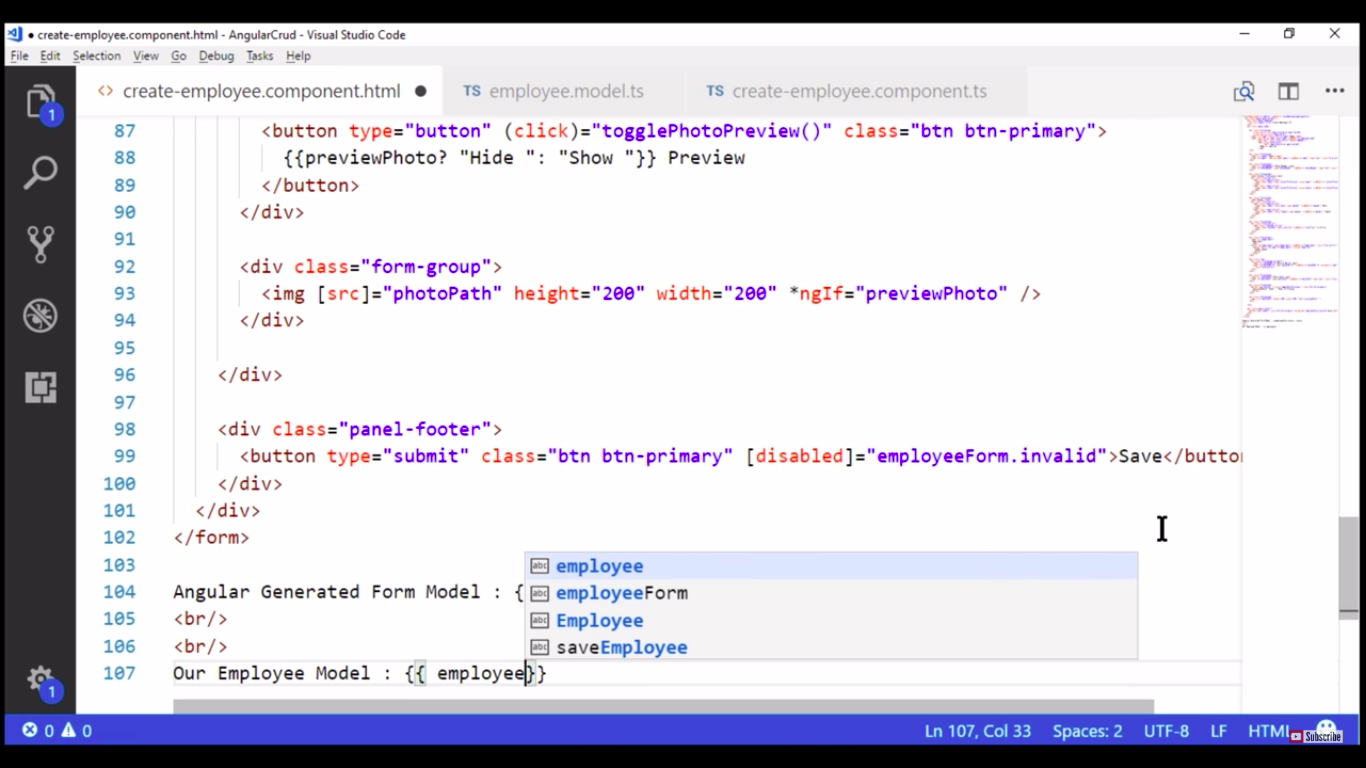 create-employee.component.html - AngularCrud - Visual Studio Code
File Edit Selection View Go Debug Tasks Help
create-employee.component.html TS employee.model.ts TS create-employee.component.ts
1
87 <button type="button" (click)="togglePhotoPreview()" class="btn btn-primary">
88 {{previewPhoto? "Hide ": "Show "}} Preview
89 </button>
90 </div>
91
92 <div class="form-group">
93 <img [src]="photoPath" height="200" width="200" *ngIf="previewPhoto" />
94 </div>
95
96 </div>
97
98 <div class="panel-footer">
99 <button type="submit" class="btn btn-primary" [disabled]="employeeForm.invalid">Save</button
100 </div>
101 </div>
102 </form>
103
abc employee
104 Angular Generated Form Model : {
abc employeeForm
105 <br/>
abc Employee
106 <br/>
abc saveEmployee
107 Our Employee Model : {{ employee}}
1
0 0 Ln 107, Col 33 Spaces: 2 UTF-8 LF HTML
Subscribe